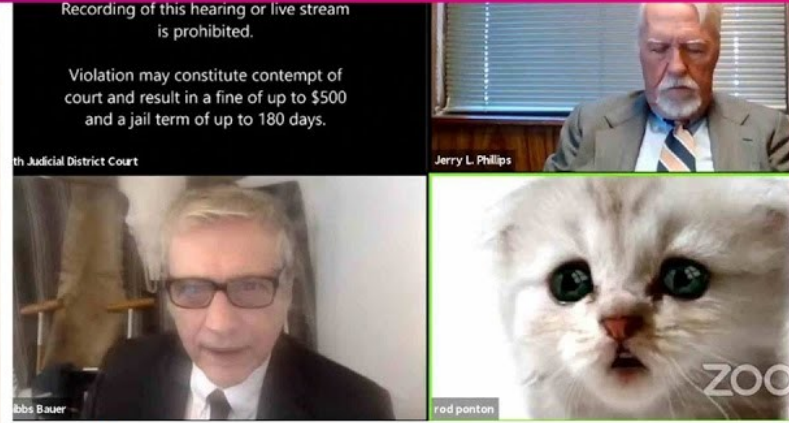 Recording of this hearing or live stream
is prohibited.
Violation may constitute contempt of
court and result in a fine of up to $500
and a jail term of up to 180 days.
th Judicial District Court
Jerry L. Phillips
ibbs Bauer
rod ponton
ZOO